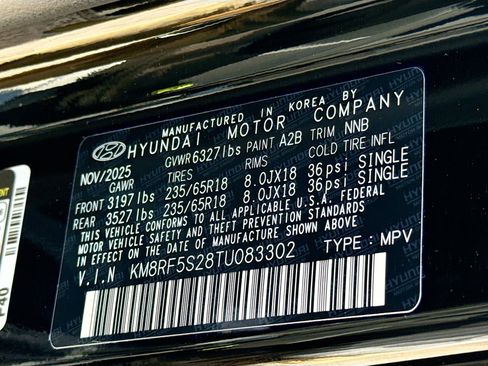 MANUFACTURED IN KOREA BY
HYUNDAI MOTOR COMPANY
NOV/2025 GVWR6327lbs PAINT A2B TRIM NNB
GAWR TIRES RIMS COLD TIRE INFL
FRONT 3197lbs 235/65R18 8.0JX18 36psi SINGLE
REAR 3527lbs 235/65R18 8.0JX18 36psi SINGLE
THIS VEHICLE CONFORMS TO ALL APPLICABLE U.S.A. FEDERAL
MOTOR VEHICLE SAFETY AND THEFT PREVENTION STANDARDS
IN EFFECT ON THE DATE OF MANUFACTURE SHOWN ABOVE.
V.I.N KM8RF5S28TU083302 TYPE: MPV
P40